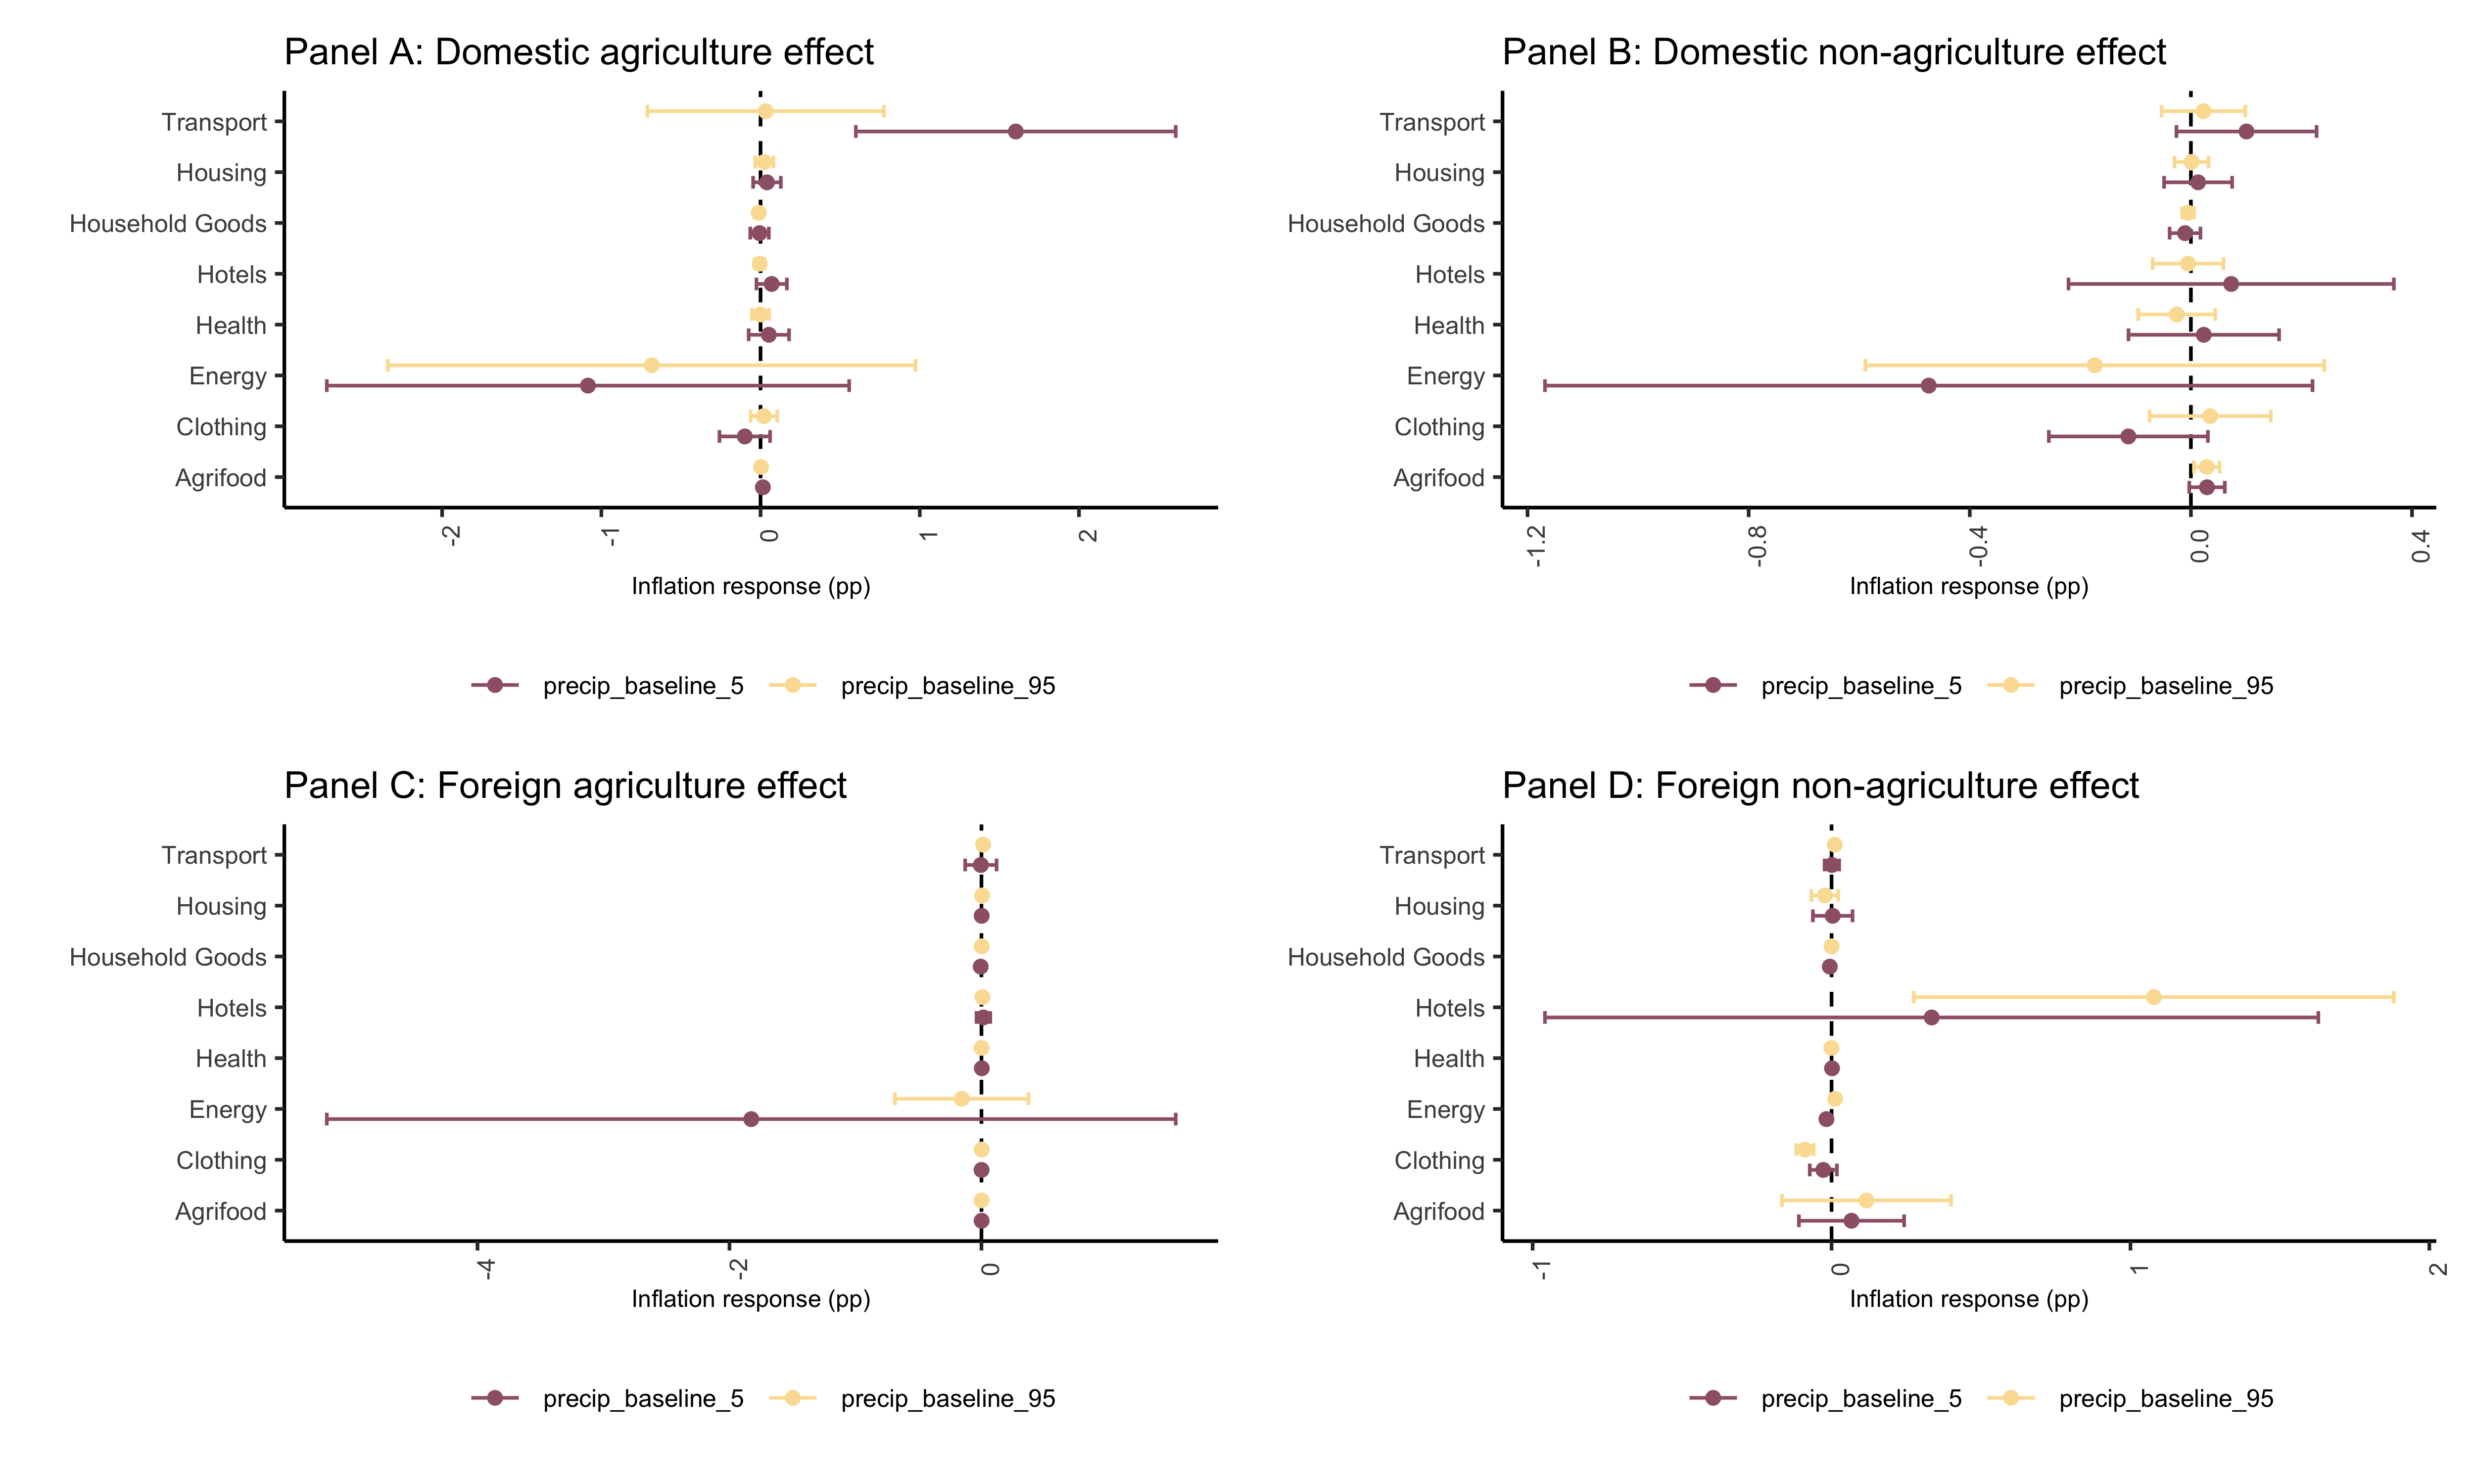 Panel A: Domestic agriculture effect
Transport
Housing
Household Goods
Hotels
Health
Energy
Clothing
Agrifood
-2
-1
0
1
2
Inflation response (pp)
precip_baseline_5
precip_baseline_95
Panel B: Domestic non-agriculture effect
Transport
Housing
Household Goods
Hotels
Health
Energy
Clothing
Agrifood
-1.2
-0.8
-0.4
0.0
0.4
Inflation response (pp)
precip_baseline_5
precip_baseline_95
Panel C: Foreign agriculture effect
Transport
Housing
Household Goods
Hotels
Health
Energy
Clothing
Agrifood
-4
-2
0
Inflation response (pp)
precip_baseline_5
precip_baseline_95
Panel D: Foreign non-agriculture effect
Transport
Housing
Household Goods
Hotels
Health
Energy
Clothing
Agrifood
-1
0
1
2
Inflation response (pp)
precip_baseline_5
precip_baseline_95